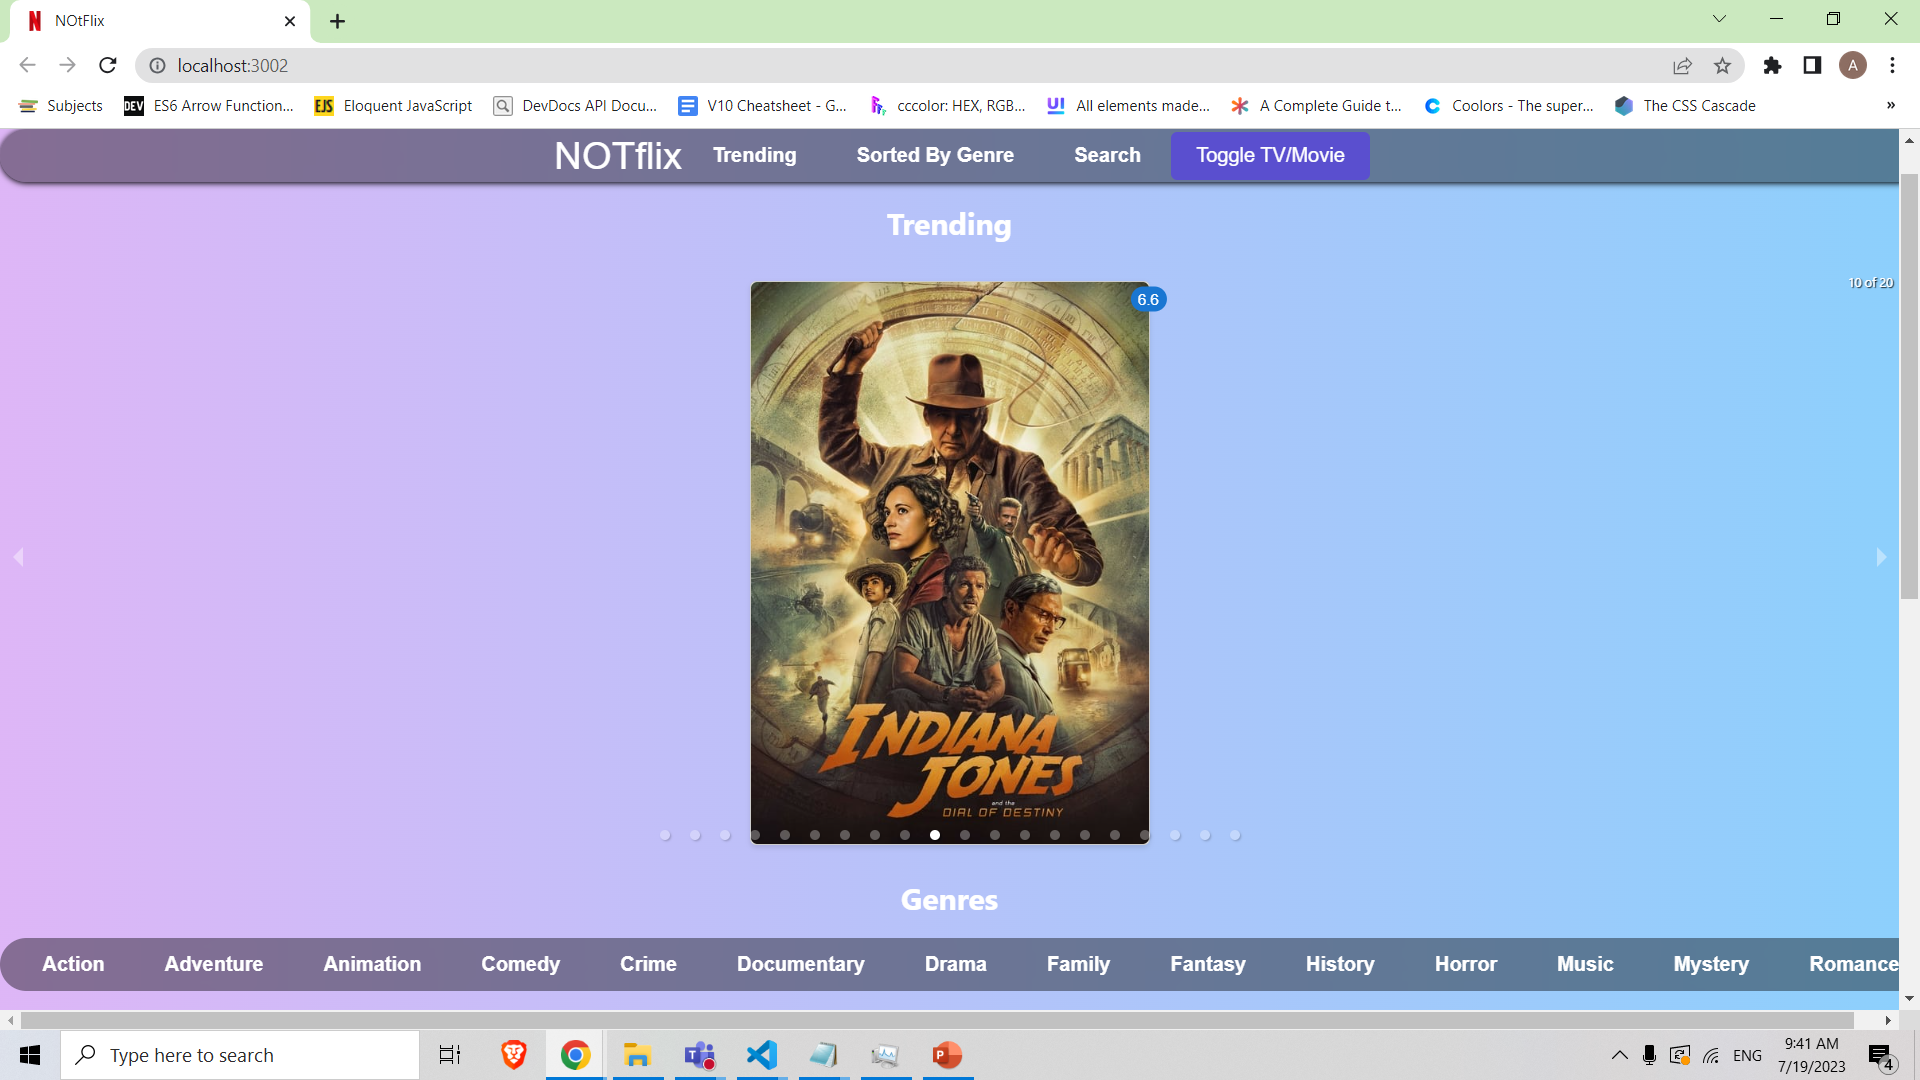 NOtFlix
localhost:3002
A
Subjects
DEV ES6 Arrow Function...
EJS Eloquent JavaScript
DevDocs API Docu...
V10 Cheatsheet - G...
cccolor: HEX, RGB...
UI All elements made...
A Complete Guide t...
Coolors - The super...
The CSS Cascade
»
NOTflix
Trending
Sorted By Genre
Search
Toggle TV/Movie
Trending
10 of 20
6.6
INDIANA
JONES
and the
DIAL OF DESTINY
Genres
Action
Adventure
Animation
Comedy
Crime
Documentary
Drama
Family
Fantasy
History
Horror
Music
Mystery
Romance
Type here to search
ENG
9:41 AM
7/19/2023
4